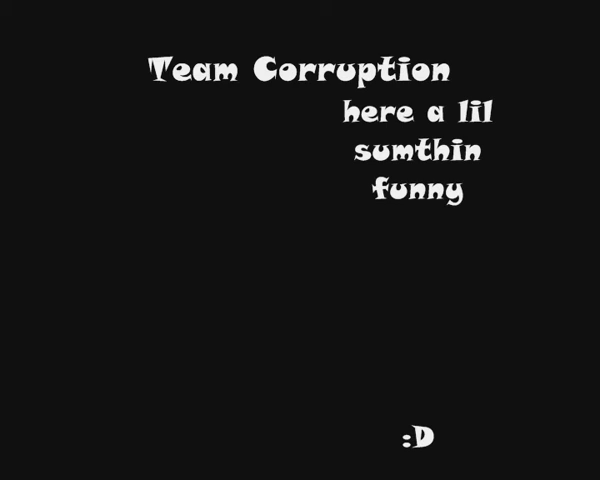 Team Corruption
here a lil
sumthin
funny
:D